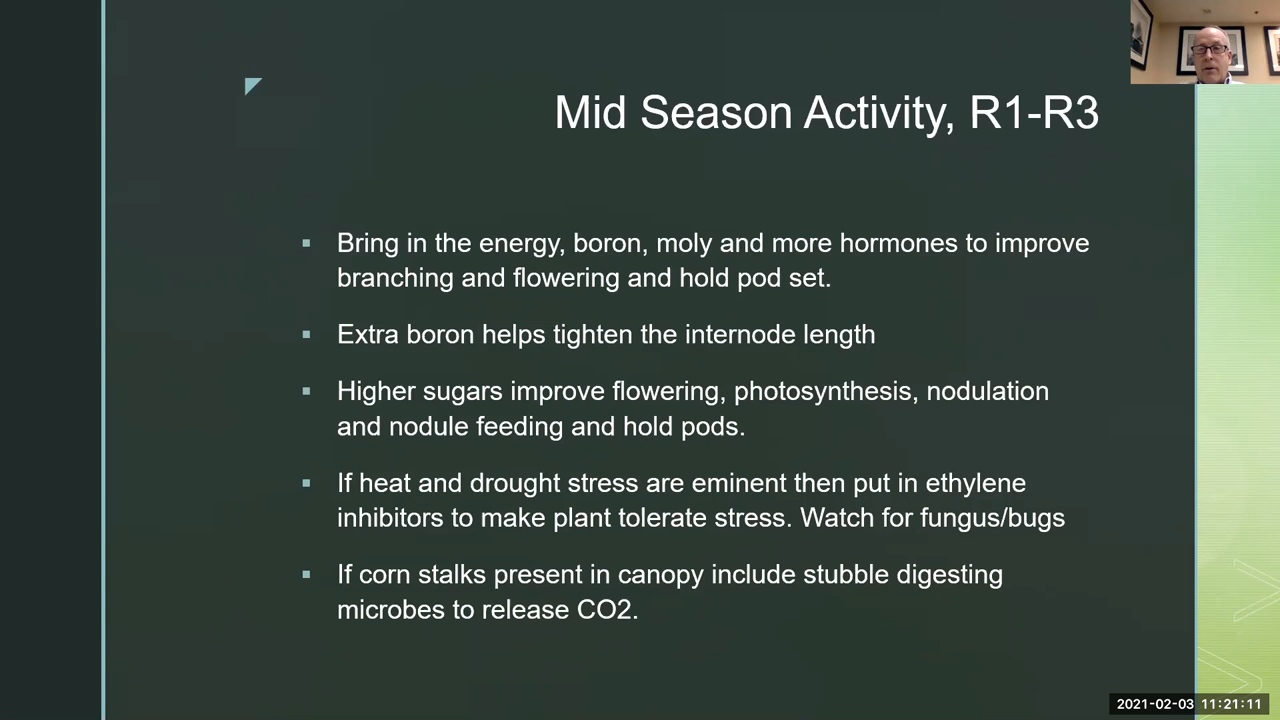 Mid Season Activity, R1-R3
▪ Bring in the energy, boron, moly and more hormones to improve
branching and flowering and hold pod set.
▪ Extra boron helps tighten the internode length
▪ Higher sugars improve flowering, photosynthesis, nodulation
and nodule feeding and hold pods.
▪ If heat and drought stress are eminent then put in ethylene
inhibitors to make plant tolerate stress. Watch for fungus/bugs
▪ If corn stalks present in canopy include stubble digesting
microbes to release CO2.
2021-02-03 11:21:11